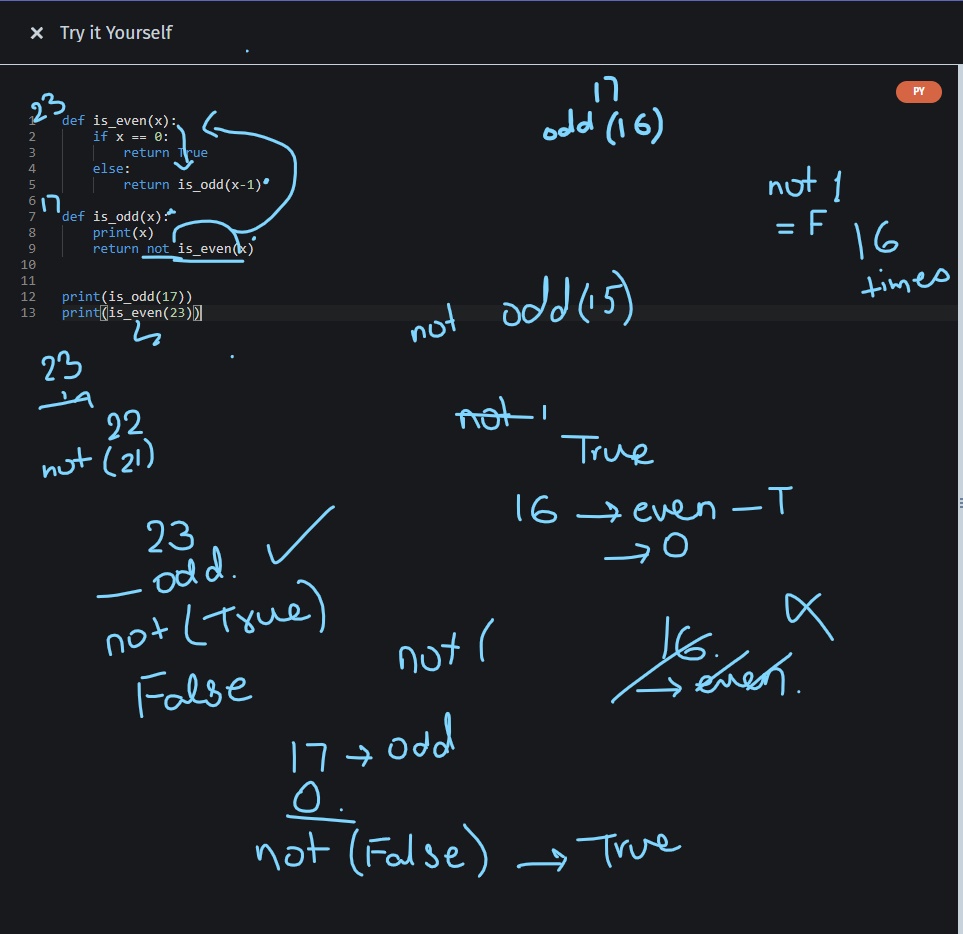 × Try it Yourself
PY
23
1 def is_even(x):
2 if x == 0:
3 return True
4 else:
5 return is_odd(x-1)
6
17
7 def is_odd(x):
8 print(x)
9 return not is_even(x)
10
11
12 print(is_odd(17))
13 print(is_even(23))
17
odd (16)
not 1
= F
16
times
not odd(15)
23
22
not (21)
not 1
True
16 → even — T
→ 0
23
odd.
not (True)
False
not (
16.
→ even.
17 → odd
0.
not (False) → True